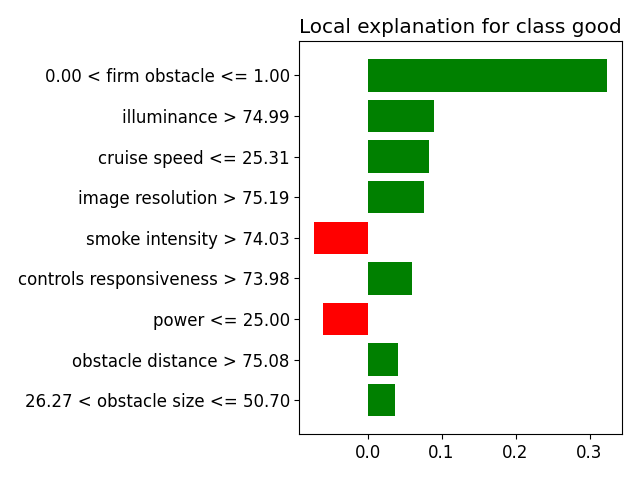 Local explanation for class good
0.00 < firm obstacle <= 1.00
illuminance > 74.99
cruise speed <= 25.31
image resolution > 75.19
smoke intensity > 74.03
controls responsiveness > 73.98
power <= 25.00
obstacle distance > 75.08
26.27 < obstacle size <= 50.70
0.0 0.1 0.2 0.3